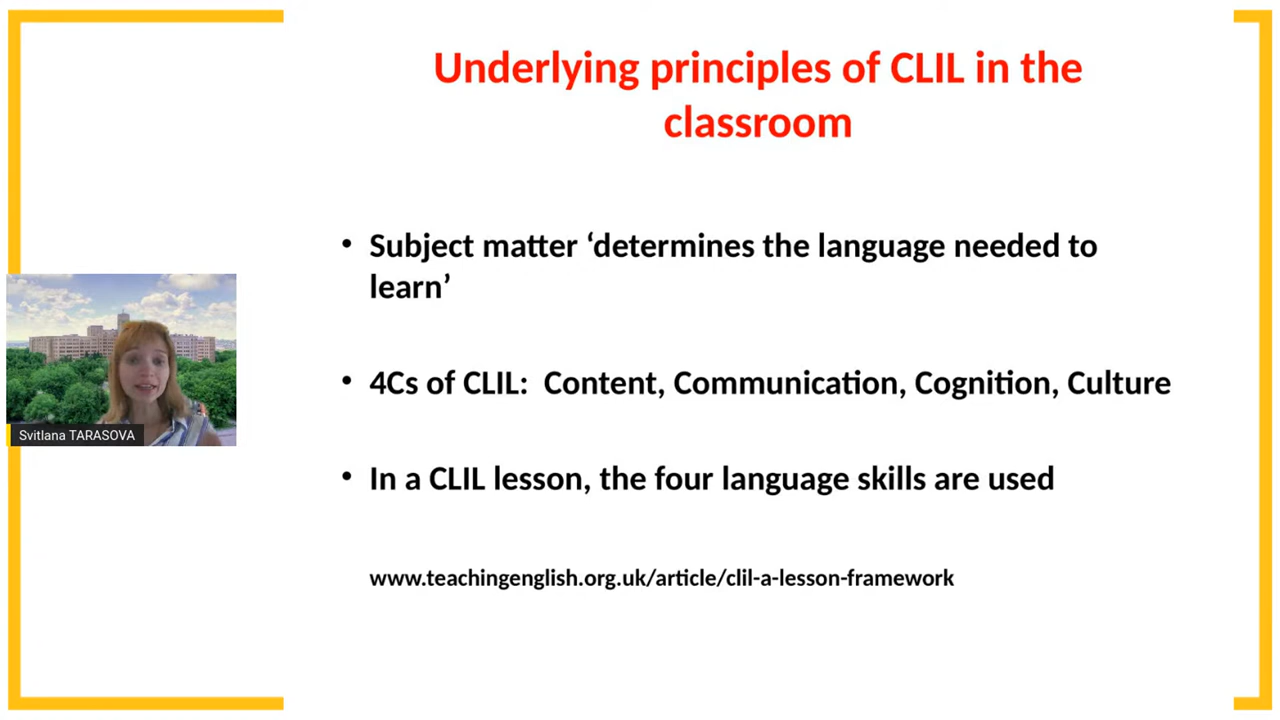 Underlying principles of CLIL in the
classroom
• Subject matter ‘determines the language needed to
learn’
• 4Cs of CLIL: Content, Communication, Cognition, Culture
• In a CLIL lesson, the four language skills are used
www.teachingenglish.org.uk/article/clil-a-lesson-framework
Svitlana TARASOVA